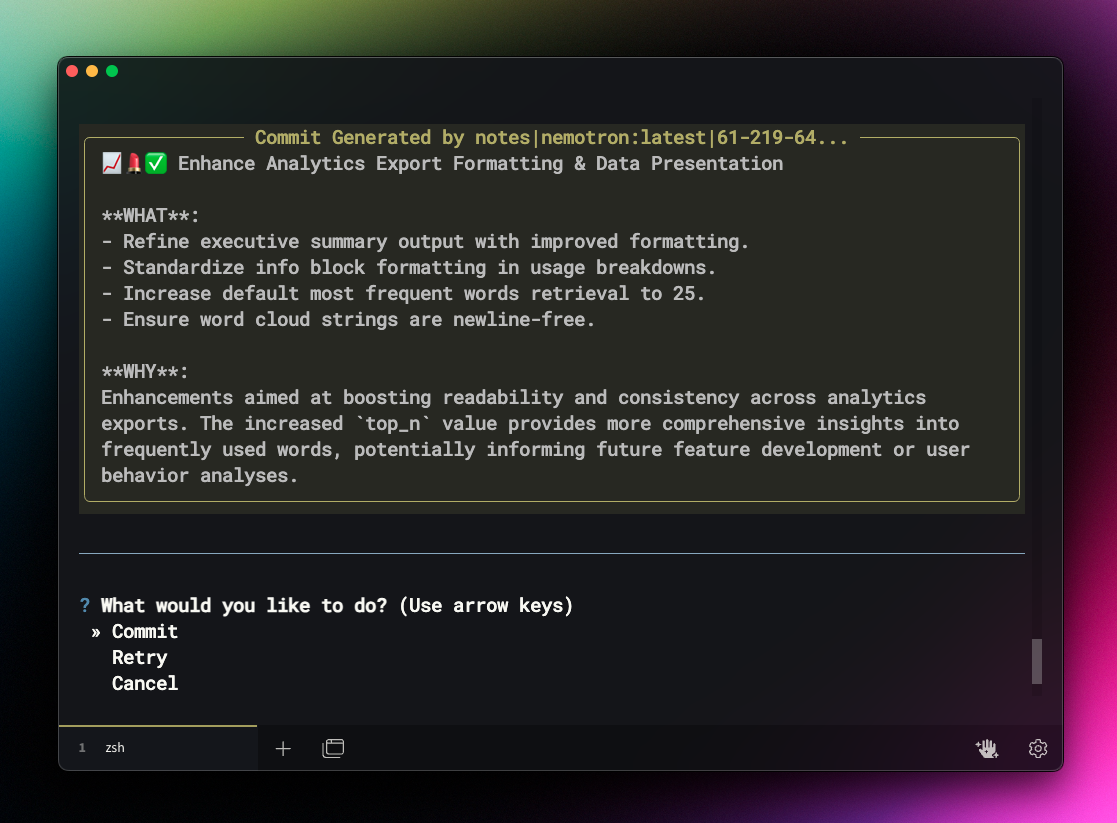 Commit Generated by notes|nemotron:latest|61-219-64...
📈💄✅ Enhance Analytics Export Formatting & Data Presentation
**WHAT**:
- Refine executive summary output with improved formatting.
- Standardize info block formatting in usage breakdowns.
- Increase default most frequent words retrieval to 25.
- Ensure word cloud strings are newline-free.
**WHY**:
Enhancements aimed at boosting readability and consistency across analytics
exports. The increased `top_n` value provides more comprehensive insights into
frequently used words, potentially informing future feature development or user
behavior analyses.
? What would you like to do? (Use arrow keys)
» Commit
Retry
Cancel
1 zsh